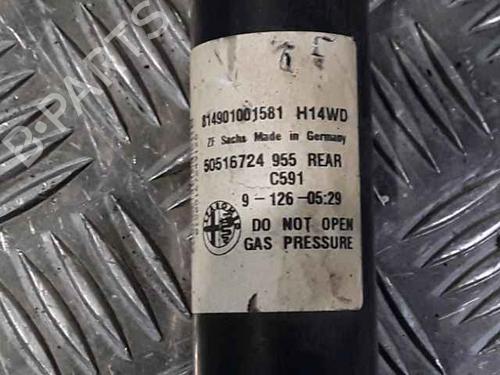 814901001581 H14WD
ZF Sachs Made in Germany
50516724 955 REAR
C591
9-126-05:29
DO NOT OPEN
GAS PRESSURE
B-PARTS